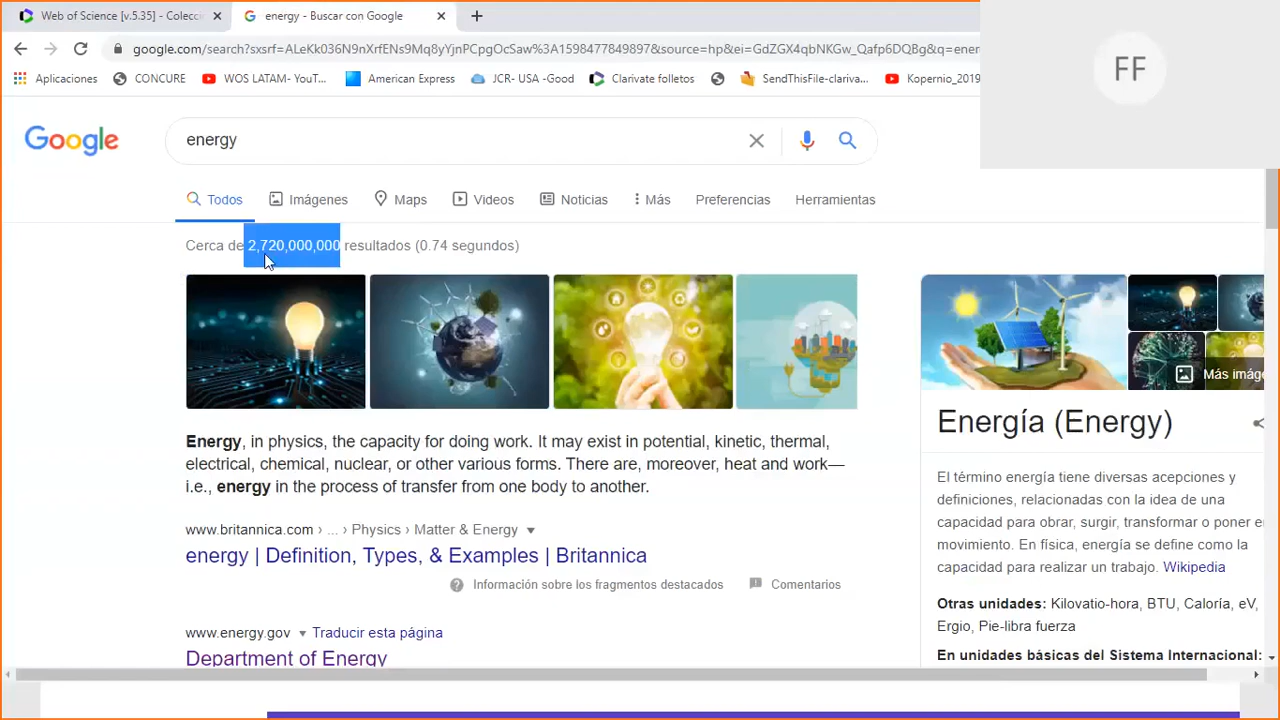 Web of Science [v.5.35] - Colecc
energy - Buscar con Google
google.com/search?sxsrf=ALeKk036N9nXrfENs9Mq8yYjnPCpgOcSaw%3A1598477849897&source=hp&ei=GdZGX4qbNKGw_Qafp6DQBg&q=ener
Aplicaciones
CONCURE
WOS LATAM- YouT...
American Express
JCR- USA -Good
Clarivate folletos
SendThisFile-clariva...
Kopernio_2019
FF
Google
energy
Todos
Imágenes
Maps
Videos
Noticias
Más
Preferencias
Herramientas
Cerca de 2,720,000,000 resultados (0.74 segundos)
Energy, in physics, the capacity for doing work. It may exist in potential, kinetic, thermal,
electrical, chemical, nuclear, or other various forms. There are, moreover, heat and work—
i.e., energy in the process of transfer from one body to another.
www.britannica.com › ... › Physics › Matter & Energy
energy | Definition, Types, & Examples | Britannica
Información sobre los fragmentos destacados
Comentarios
www.energy.gov
Traducir esta página
Department of Energy
Más imáge
Energía (Energy)
El término energía tiene diversas acepciones y
definiciones, relacionadas con la idea de una
capacidad para obrar, surgir, transformar o poner en
movimiento. En física, energía se define como la
capacidad para realizar un trabajo. Wikipedia
Otras unidades: Kilovatio-hora, BTU, Caloría, eV,
Ergio, Pie-libra fuerza
En unidades básicas del Sistema Internacional: